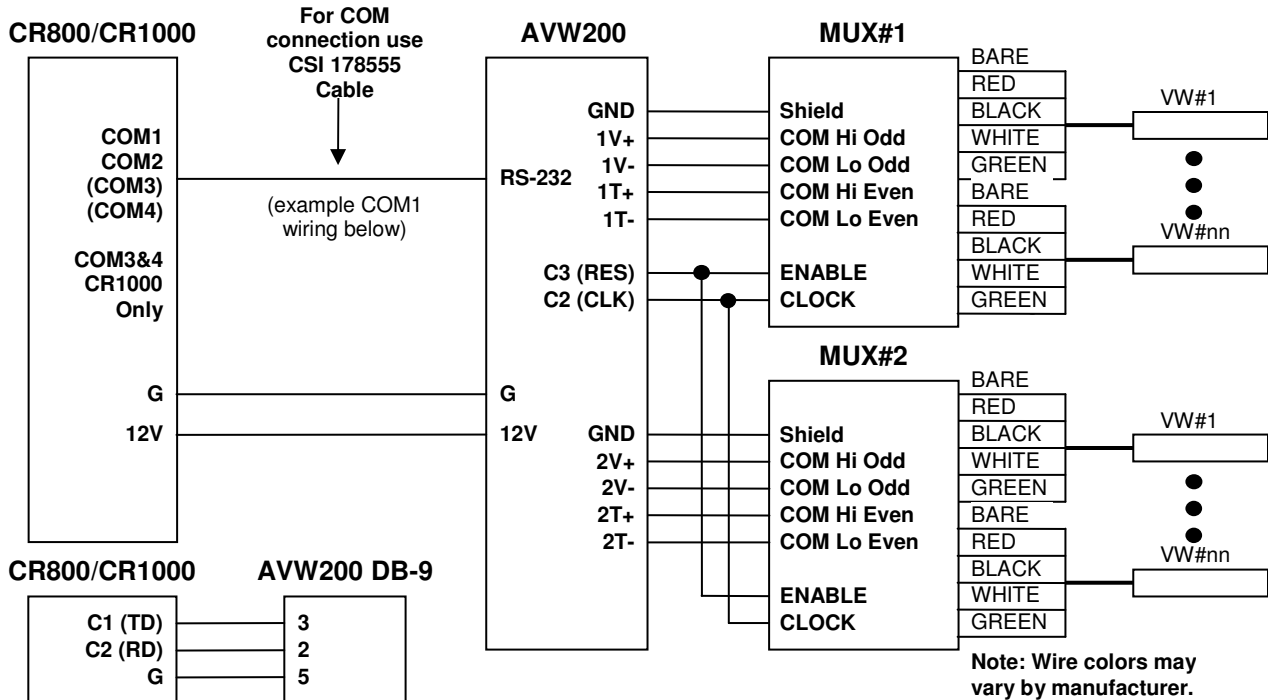 CR800/CR1000
For COM
connection use
CSI 178555
Cable
AVW200
MUX#1
COM1
COM2
(COM3)
(COM4)
COM3&4
CR1000
Only
G
12V
(example COM1
wiring below)
RS-232
G
12V
GND
1V+
1V-
1T+
1T-
C3 (RES)
C2 (CLK)
GND
2V+
2V-
2T+
2T-
Shield
COM Hi Odd
COM Lo Odd
COM Hi Even
COM Lo Even
ENABLE
CLOCK
BARE
RED
BLACK
WHITE
GREEN
BARE
RED
BLACK
WHITE
GREEN
VW#1
VW#nn
MUX#2
Shield
COM Hi Odd
COM Lo Odd
COM Hi Even
COM Lo Even
ENABLE
CLOCK
BARE
RED
BLACK
WHITE
GREEN
BARE
RED
BLACK
WHITE
GREEN
VW#1
VW#nn
CR800/CR1000
AVW200 DB-9
C1 (TD)
C2 (RD)
G
3
2
5
Note: Wire colors may
vary by manufacturer.